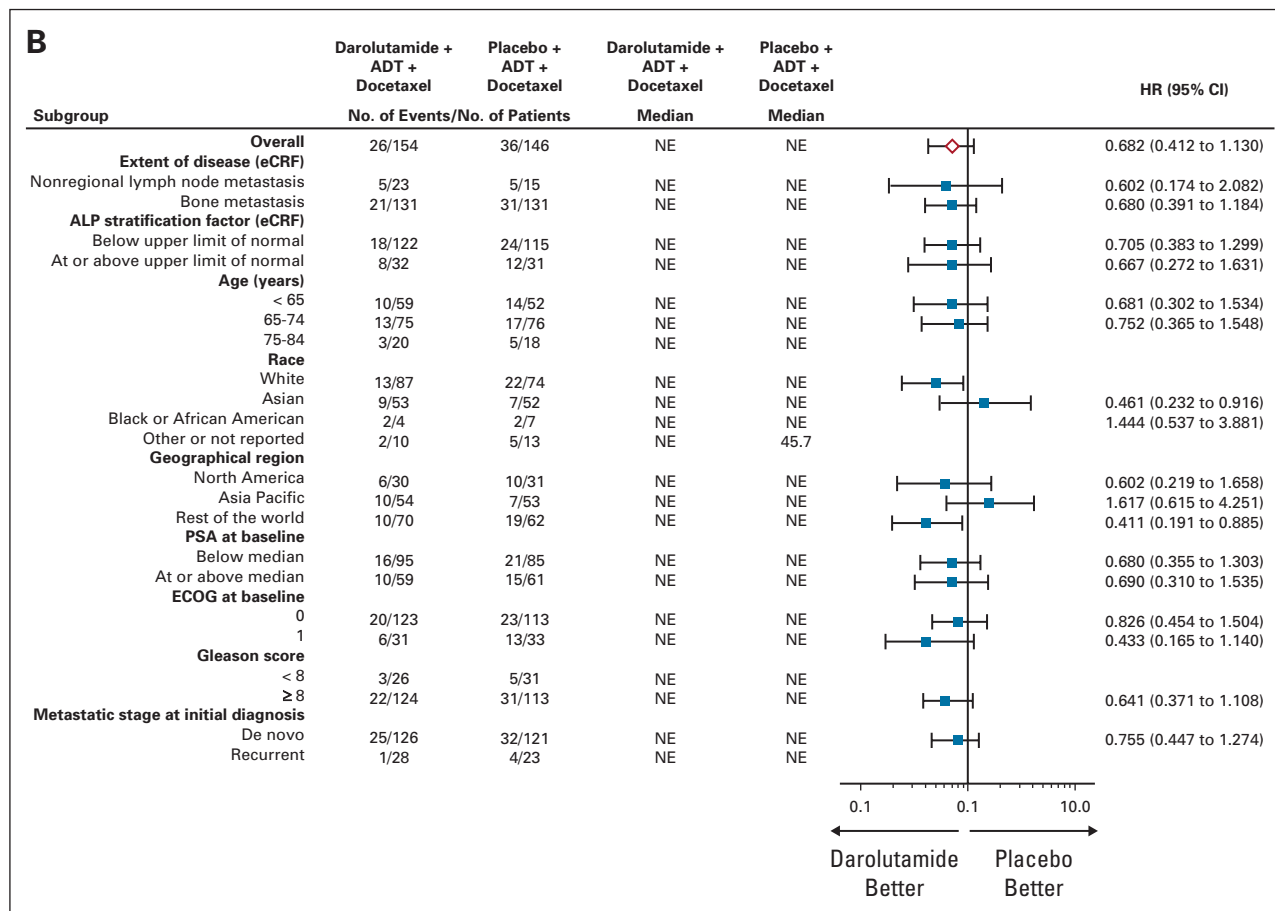 B
Darolutamide + ADT + Docetaxel Placebo + ADT + Docetaxel Darolutamide + ADT + Docetaxel Placebo + ADT + Docetaxel HR (95% CI)
Subgroup No. of Events/No. of Patients Median Median
Overall 26/154 36/146 NE NE 0.682 (0.412 to 1.130)
Extent of disease (eCRF)
Nonregional lymph node metastasis 5/23 5/15 NE NE 0.602 (0.174 to 2.082)
Bone metastasis 21/131 31/131 NE NE 0.680 (0.391 to 1.184)
ALP stratification factor (eCRF)
Below upper limit of normal 18/122 24/115 NE NE 0.705 (0.383 to 1.299)
At or above upper limit of normal 8/32 12/31 NE NE 0.667 (0.272 to 1.631)
Age (years)
< 65 10/59 14/52 NE NE 0.681 (0.302 to 1.534)
65-74 13/75 17/76 NE NE 0.752 (0.365 to 1.548)
75-84 3/20 5/18 NE NE
Race
White 13/87 22/74 NE NE
Asian 9/53 7/52 NE NE 0.461 (0.232 to 0.916)
Black or African American 2/4 2/7 NE NE 1.444 (0.537 to 3.881)
Other or not reported 2/10 5/13 NE 45.7
Geographical region
North America 6/30 10/31 NE NE 0.602 (0.219 to 1.658)
Asia Pacific 10/54 7/53 NE NE 1.617 (0.615 to 4.251)
Rest of the world 10/70 19/62 NE NE 0.411 (0.191 to 0.885)
PSA at baseline
Below median 16/95 21/85 NE NE 0.680 (0.355 to 1.303)
At or above median 10/59 15/61 NE NE 0.690 (0.310 to 1.535)
ECOG at baseline
0 20/123 23/113 NE NE 0.826 (0.454 to 1.504)
1 6/31 13/33 NE NE 0.433 (0.165 to 1.140)
Gleason score
< 8 3/26 5/31 NE NE
≥ 8 22/124 31/113 NE NE 0.641 (0.371 to 1.108)
Metastatic stage at initial diagnosis
De novo 25/126 32/121 NE NE 0.755 (0.447 to 1.274)
Recurrent 1/28 4/23 NE NE
0.1 0.1 10.0
Darolutamide Better Placebo Better